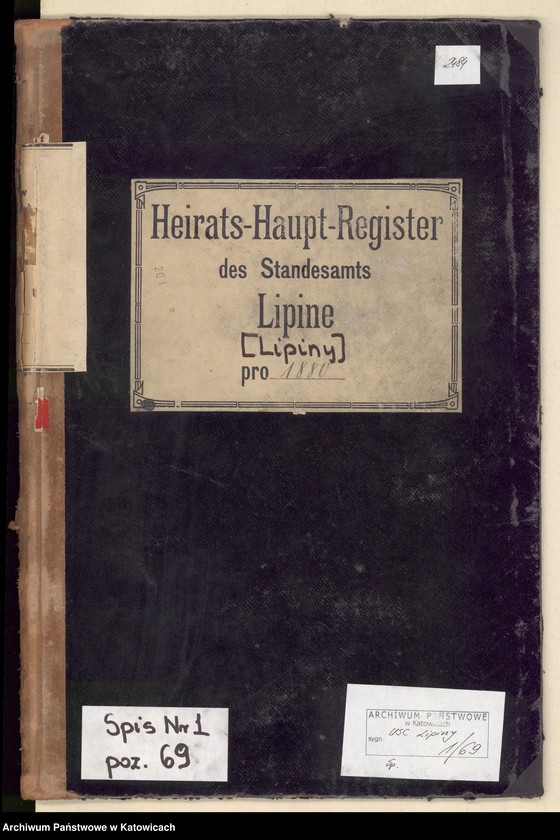 2484
Heirats-Haupt-Register
des Standesamts
Lipine
[Lipiny]
pro 1880
Spis Nr 1
poz. 69
ARCHIWUM PAŃSTWOWE
w Katowicach
sygn. USC Lipiny
1/69
Archiwum Państwowe w Katowicach